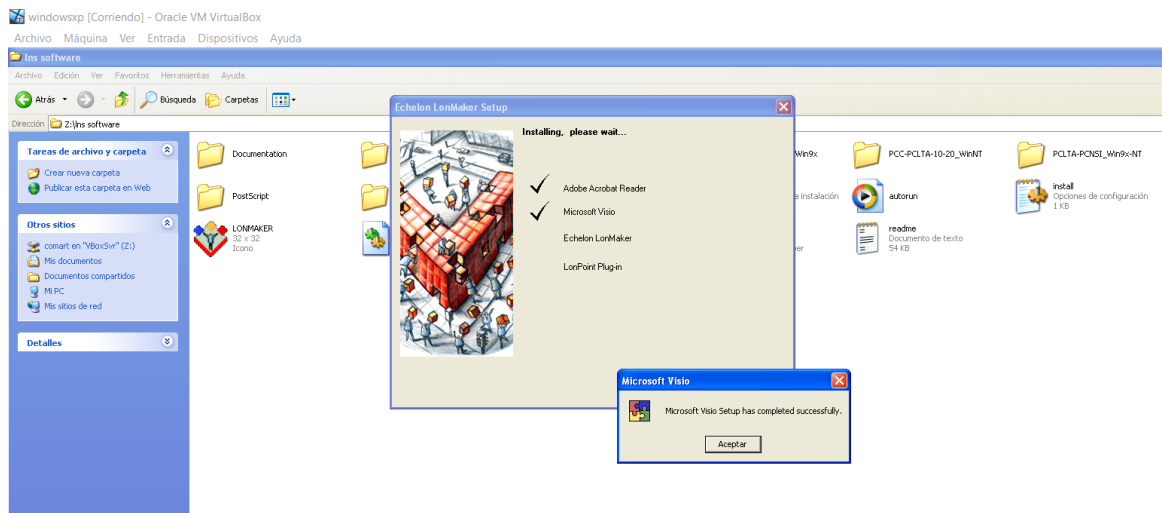 windowsxp [Corriendo] - Oracle VM VirtualBox
Archivo Máquina Ver Entrada Dispositivos Ayuda
lns software
Archivo Edición Ver Favoritos Herramientas Ayuda
Atrás Búsqueda Carpetas
Dirección Z:\lns software
Tareas de archivo y carpeta
Crear nueva carpeta
Publicar esta carpeta en Web
Otros sitios
comart en "VBoxSvr" (Z:)
Mis documentos
Documentos compartidos
Mi PC
Mis sitios de red
Detalles
Documentation
PostScript
LONMAKER
32 x 32
Icono
Echelon LonMaker Setup
Installing, please wait...
Adobe Acrobat Reader
Microsoft Visio
Echelon LonMaker
LonPoint Plug-in
Microsoft Visio
Microsoft Visio Setup has completed successfully.
Aceptar
Win9x
PCC-PCLTA-10-20_WinNT
PCLTA-PCNSI_Win9x-NT
a instalación
autorun
install
Opciones de configuración
1 KB
er
readme
Documento de texto
54 KB